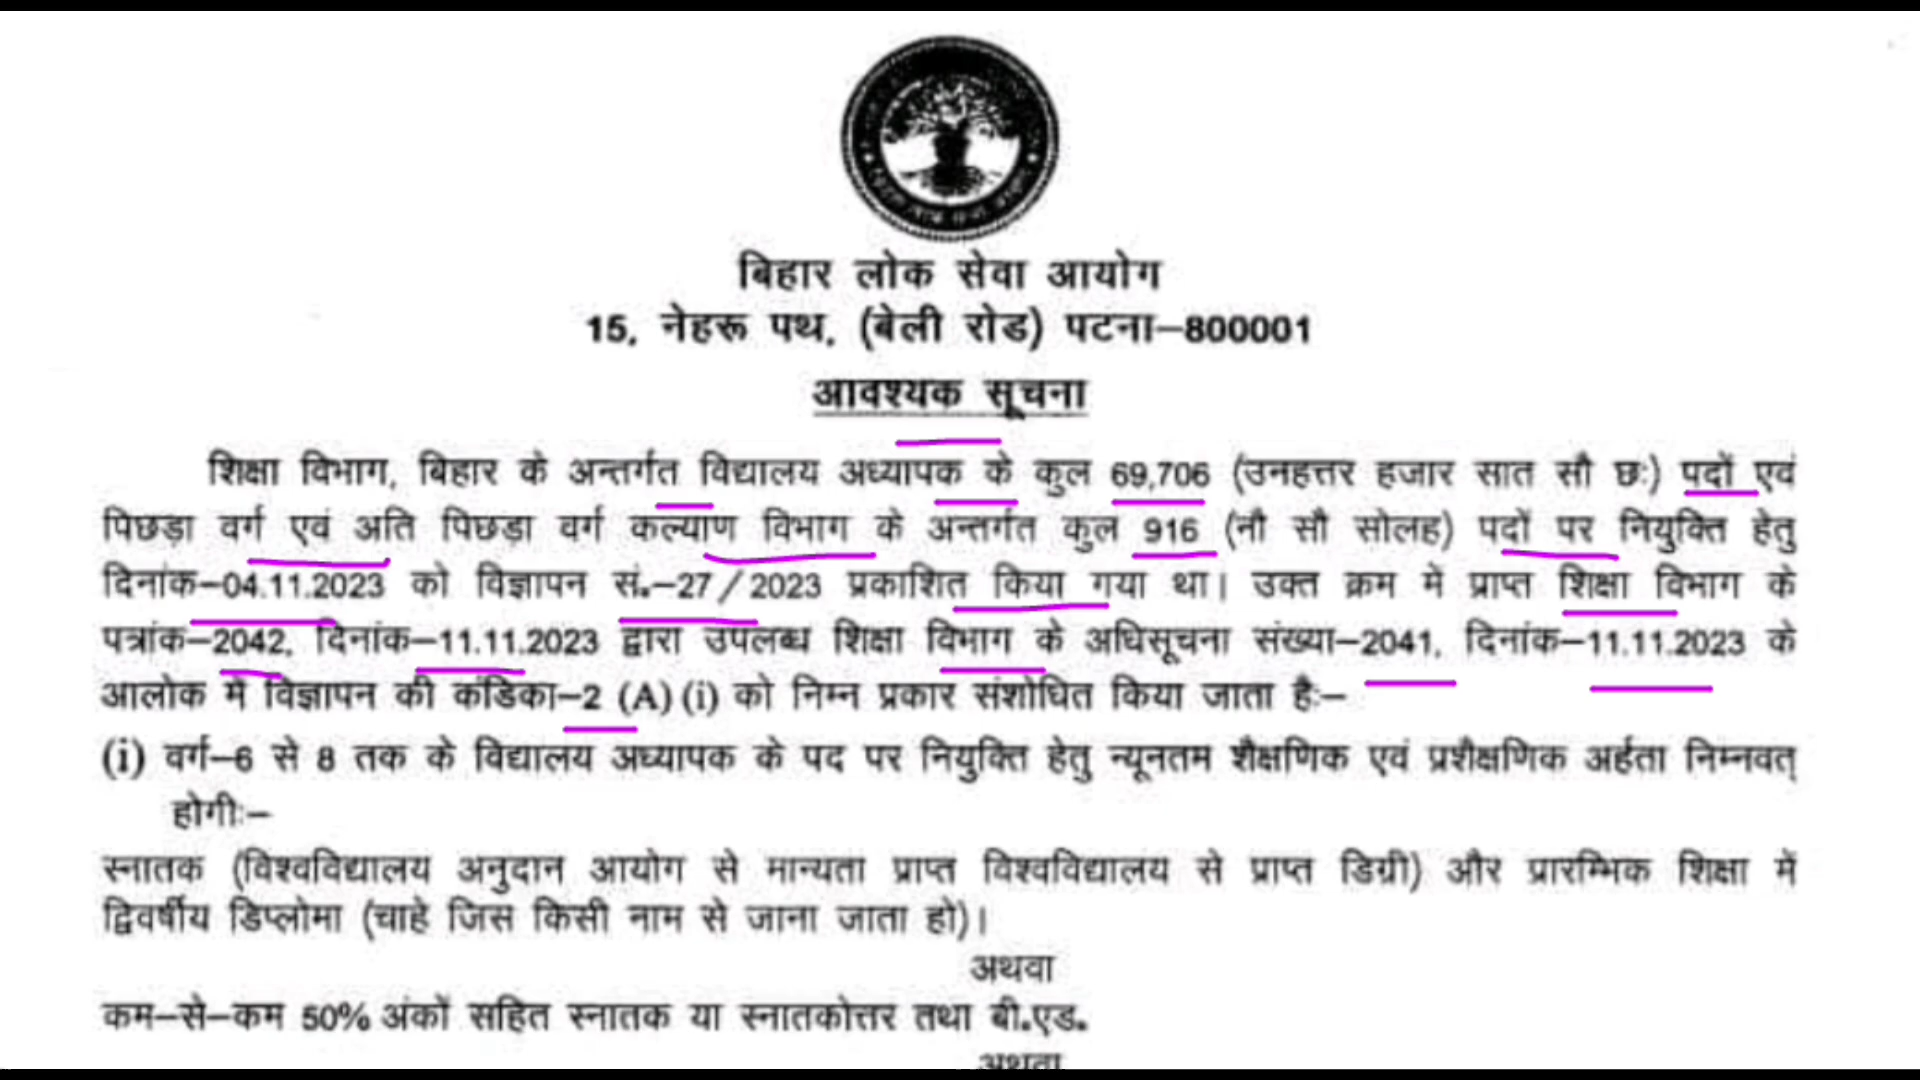 बिहार लोक सेवा आयोग
15, नेहरू पथ, (बेली रोड) पटना–800001
आवश्यक सूचना
शिक्षा विभाग, बिहार के अन्तर्गत विद्यालय अध्यापक के कुल 69,706 (उनहत्तर हजार सात सौ छः) पदों एवं
पिछड़ा वर्ग एवं अति पिछड़ा वर्ग कल्याण विभाग के अन्तर्गत कुल 916 (नौ सौ सोलह) पदों पर नियुक्ति हेतु
दिनांक–04.11.2023 को विज्ञापन सं.–27/2023 प्रकाशित किया गया था। उक्त क्रम में प्राप्त शिक्षा विभाग के
पत्रांक–2042, दिनांक–11.11.2023 द्वारा उपलब्ध शिक्षा विभाग के अधिसूचना संख्या–2041, दिनांक–11.11.2023 के
आलोक में विज्ञापन की कंडिका–2 (A) (i) को निम्न प्रकार संशोधित किया जाता हैः–
(i) वर्ग–6 से 8 तक के विद्यालय अध्यापक के पद पर नियुक्ति हेतु न्यूनतम शैक्षणिक एवं प्रशैक्षणिक अर्हता निम्नवत्
होगीः–
स्नातक (विश्वविद्यालय अनुदान आयोग से मान्यता प्राप्त विश्वविद्यालय से प्राप्त डिग्री) और प्रारम्भिक शिक्षा में
द्विवर्षीय डिप्लोमा (चाहे जिस किसी नाम से जाना जाता हो)।
अथवा
कम–से–कम 50% अंकों सहित स्नातक या स्नातकोत्तर तथा बी.एड.
अथवा